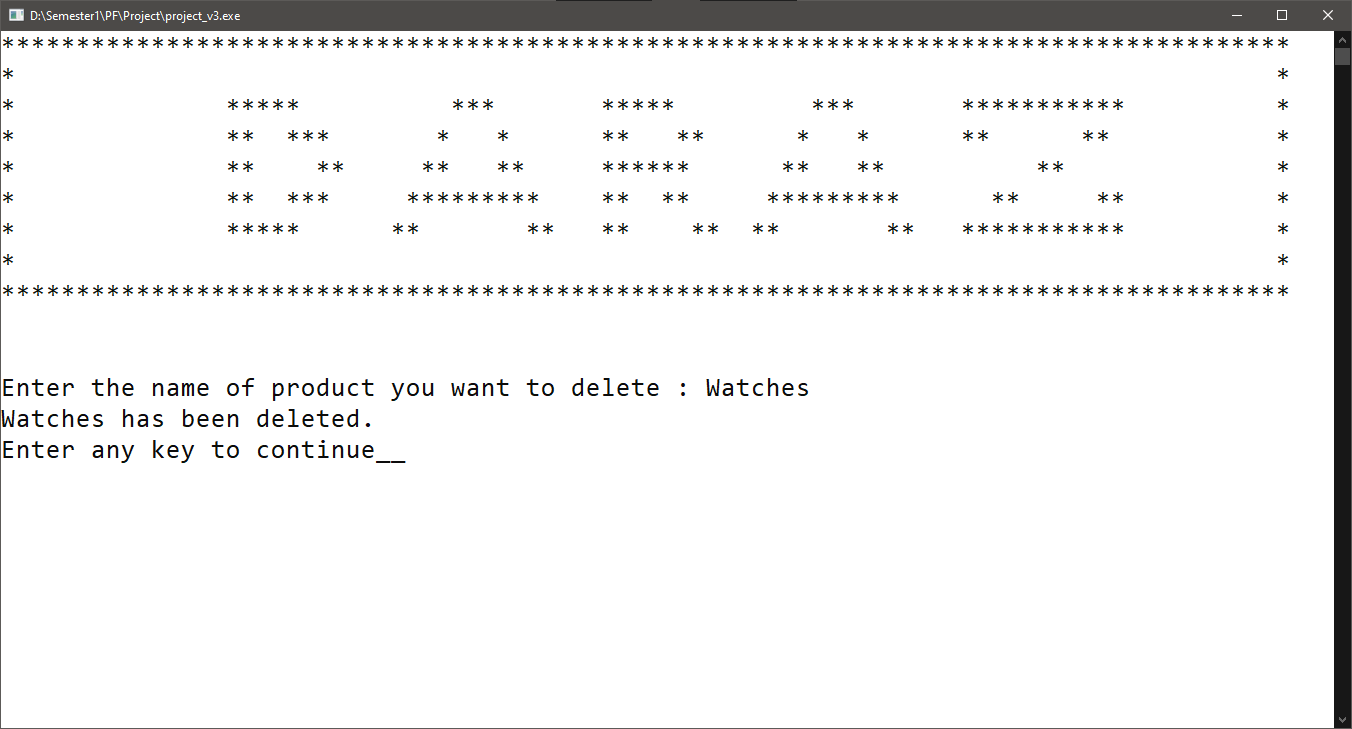 D:\Semester1\PF\Project\project_v3.exe
DARAZ
Enter the name of product you want to delete : Watches
Watches has been deleted.
Enter any key to continue__